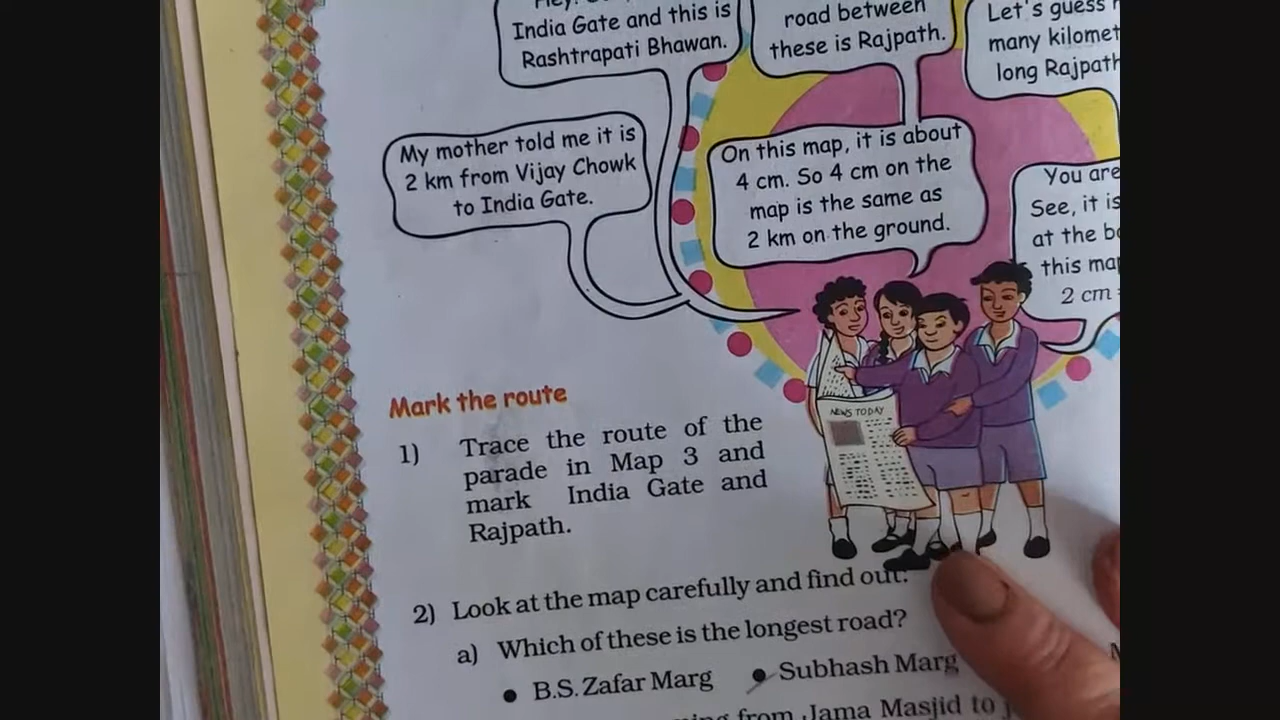 India Gate and this is
Rashtrapati Bhawan.
road between
these is Rajpath.
Let's guess
many
long Rajpath
My mother told me it is
2 km from Vijay Chowk
to India Gate.
On this map, it is about
4 cm. So 4 cm on the
map is the same as
2 km on the ground.
You are
See, it is
at the
this
2 cm
NEWS TODAY
Mark the route
1) Trace the route of the
parade in Map 3 and
mark India Gate and
Rajpath.
2) Look at the map carefully and find out:
a) Which of these is the longest road?
• B.S. Zafar Marg • Subhash Marg
from Jama Masjid to